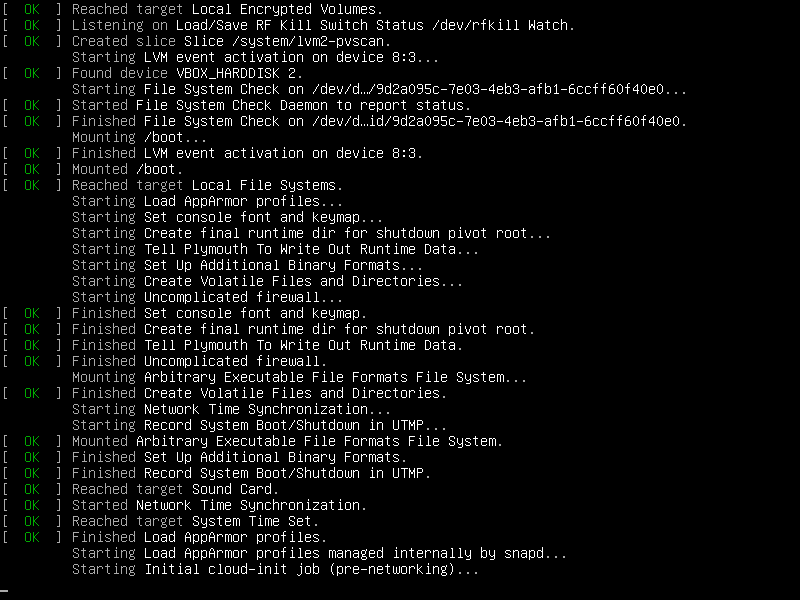 [  OK  ] Reached target Local Encrypted Volumes.
[  OK  ] Listening on Load/Save RF Kill Switch Status /dev/rfkill Watch.
[  OK  ] Created slice Slice /system/lvm2-pvscan.
         Starting LVM event activation on device 8:3...
[  OK  ] Found device VBOX_HARDDISK 2.
         Starting File System Check on /dev/d…/9d2a095c-7e03-4eb3-afb1-6ccff60f40e0...
[  OK  ] Started File System Check Daemon to report status.
[  OK  ] Finished File System Check on /dev/d…id/9d2a095c-7e03-4eb3-afb1-6ccff60f40e0.
         Mounting /boot...
[  OK  ] Finished LVM event activation on device 8:3.
[  OK  ] Mounted /boot.
[  OK  ] Reached target Local File Systems.
         Starting Load AppArmor profiles...
         Starting Set console font and keymap...
         Starting Create final runtime dir for shutdown pivot root...
         Starting Tell Plymouth To Write Out Runtime Data...
         Starting Set Up Additional Binary Formats...
         Starting Create Volatile Files and Directories...
         Starting Uncomplicated firewall...
[  OK  ] Finished Set console font and keymap.
[  OK  ] Finished Create final runtime dir for shutdown pivot root.
[  OK  ] Finished Tell Plymouth To Write Out Runtime Data.
[  OK  ] Finished Uncomplicated firewall.
         Mounting Arbitrary Executable File Formats File System...
[  OK  ] Finished Create Volatile Files and Directories.
         Starting Network Time Synchronization...
         Starting Record System Boot/Shutdown in UTMP...
[  OK  ] Mounted Arbitrary Executable File Formats File System.
[  OK  ] Finished Set Up Additional Binary Formats.
[  OK  ] Finished Record System Boot/Shutdown in UTMP.
[  OK  ] Reached target Sound Card.
[  OK  ] Started Network Time Synchronization.
[  OK  ] Reached target System Time Set.
[  OK  ] Finished Load AppArmor profiles.
         Starting Load AppArmor profiles managed internally by snapd...
         Starting Initial cloud-init job (pre-networking)...